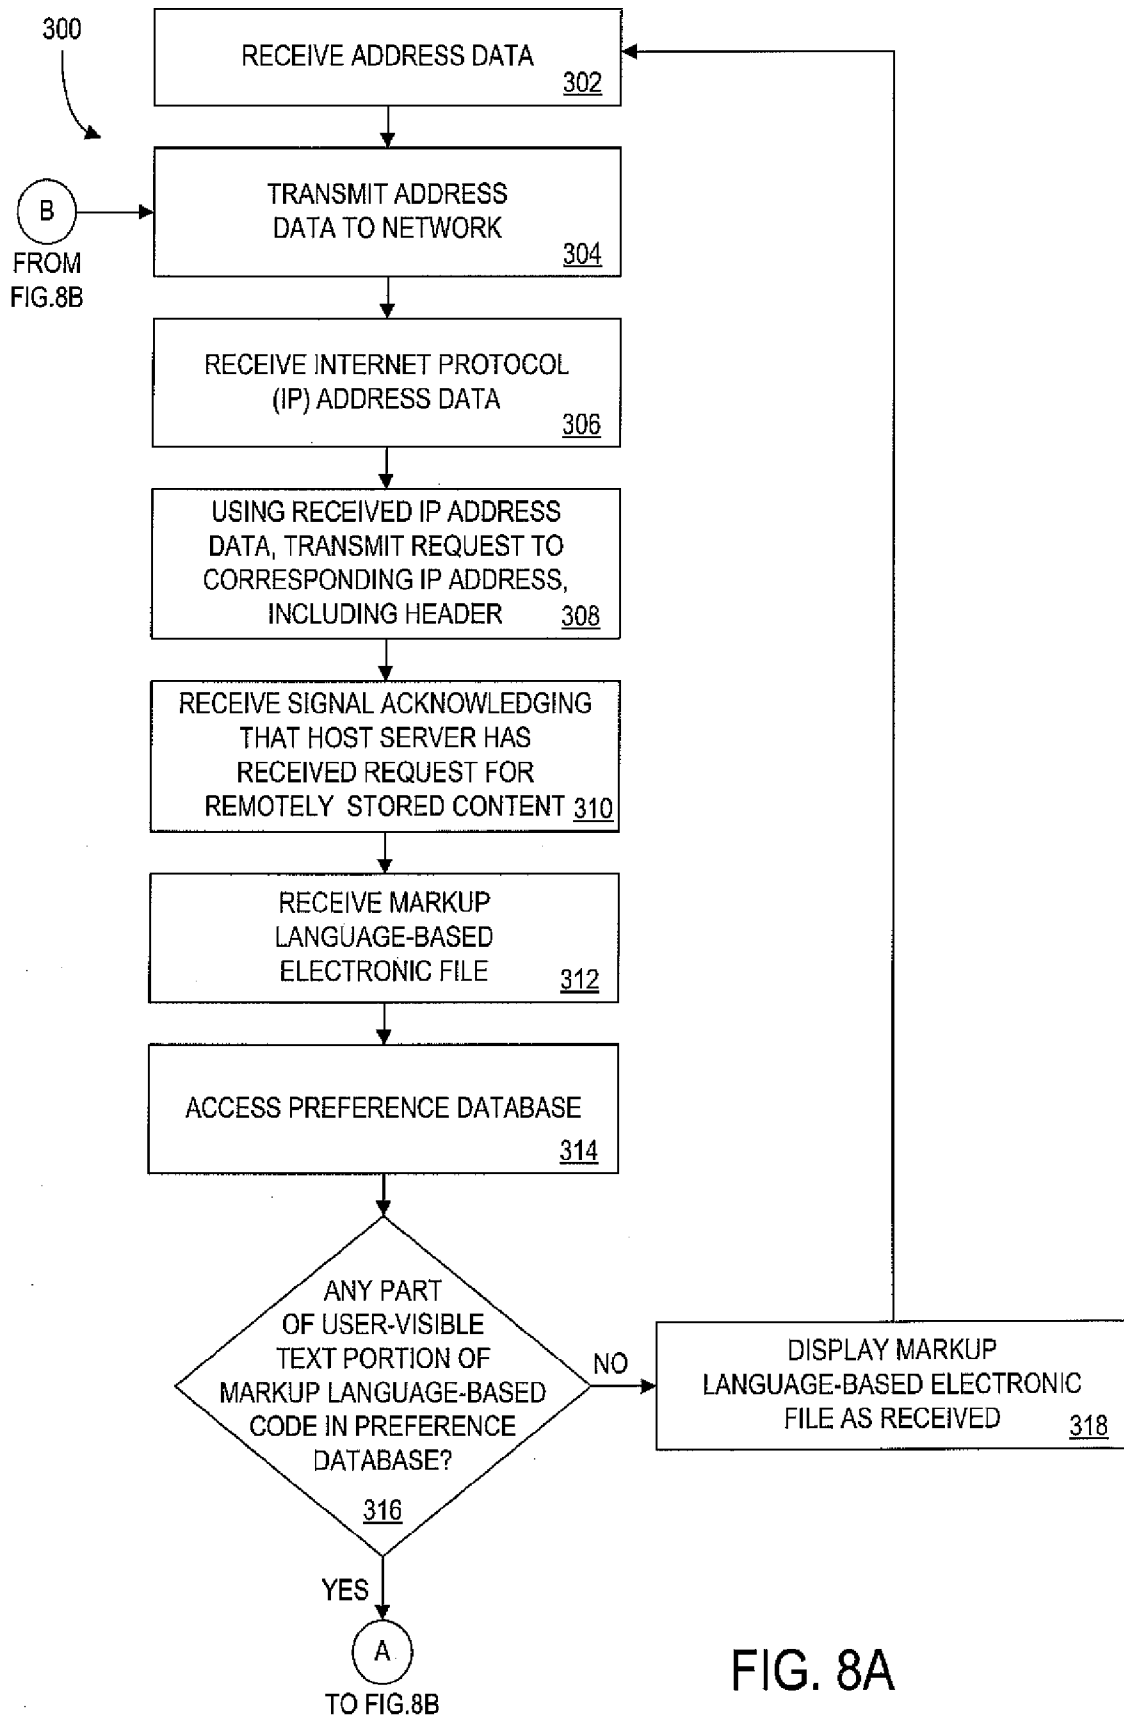 300
RECEIVE ADDRESS DATA
302
TRANSMIT ADDRESS
DATA TO NETWORK
304
B
FROM
FIG.8B
RECEIVE INTERNET PROTOCOL
(IP) ADDRESS DATA
306
USING RECEIVED IP ADDRESS
DATA, TRANSMIT REQUEST TO
CORRESPONDING IP ADDRESS,
INCLUDING HEADER
308
RECEIVE SIGNAL ACKNOWLEDGING
THAT HOST SERVER HAS
RECEIVED REQUEST FOR
REMOTELY STORED CONTENT
310
RECEIVE MARKUP
LANGUAGE-BASED
ELECTRONIC FILE
312
ACCESS PREFERENCE DATABASE
314
ANY PART
OF USER-VISIBLE
TEXT PORTION OF
MARKUP LANGUAGE-BASED
CODE IN PREFERENCE
DATABASE?
316
NO
DISPLAY MARKUP
LANGUAGE-BASED ELECTRONIC
FILE AS RECEIVED
318
YES
A
TO FIG.8B
FIG. 8A